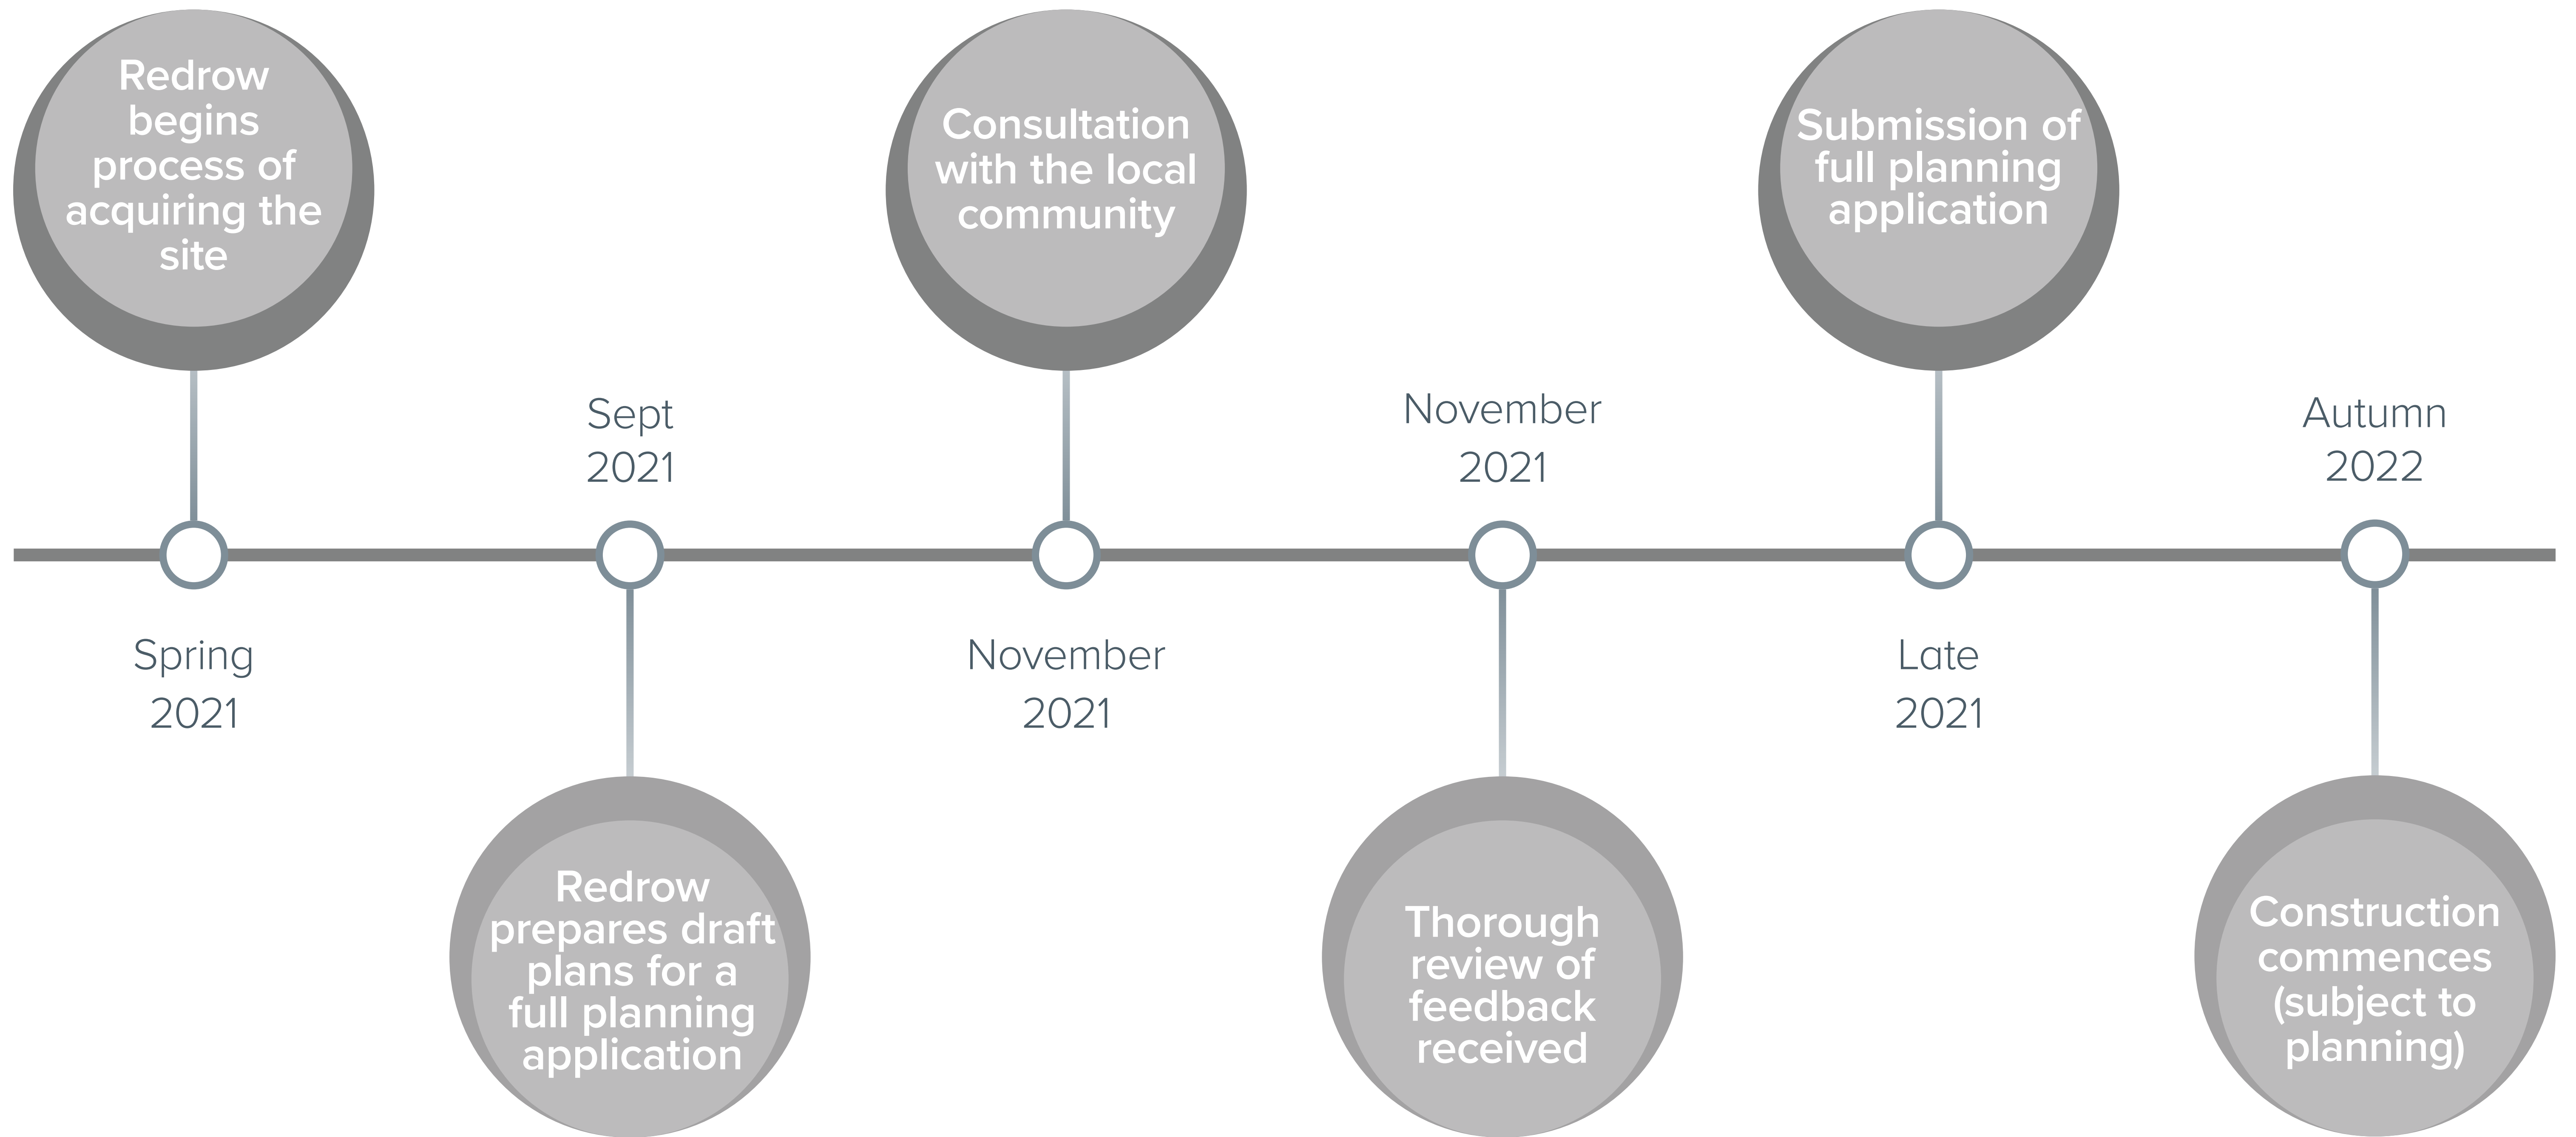 Redrow
begins
process of
acquiring the
site
Spring
2021
Sept
2021
Redrow
prepares draft
plans for a
full planning
application
Consultation
with the local
community
November
2021
November
2021
Thorough
review of
feedback
received
Submission of
full planning
application
Late
2021
Autumn
2022
Construction
commences
(subject to
planning)